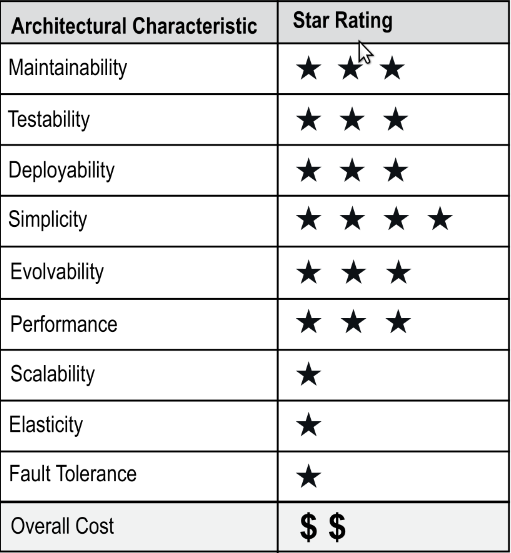 Architectural Characteristic Star Rating
Maintainability ★ ★ ★
Testability ★ ★ ★
Deployability ★ ★ ★
Simplicity ★ ★ ★ ★
Evolvability ★ ★ ★
Performance ★ ★ ★
Scalability ★
Elasticity ★
Fault Tolerance ★
Overall Cost $ $